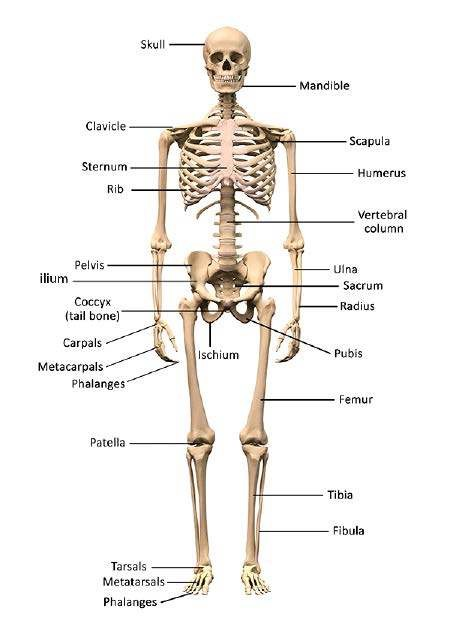 Skull
Mandible
Clavicle
Scapula
Sternum
Humerus
Rib
Vertebral
column
Pelvis
Ulna
ilium
Sacrum
Coccyx
(tail bone)
Radius
Carpals
Ischium
Pubis
Metacarpals
Phalanges
Femur
Patella
Tibia
Fibula
Tarsals
Metatarsals
Phalanges